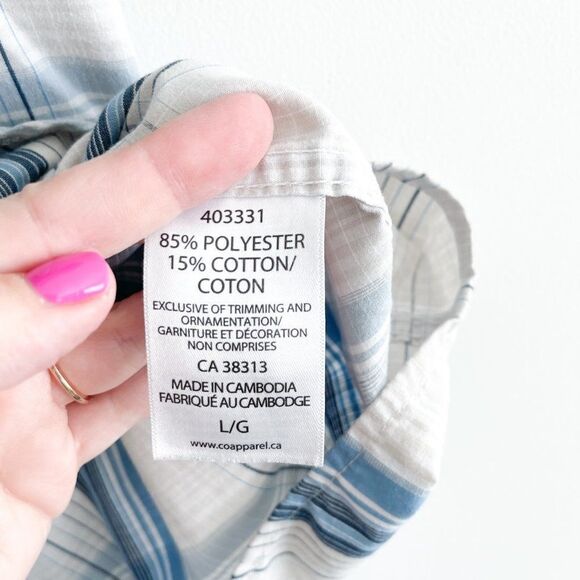 403331
85% POLYESTER
15% COTTON/
COTON
EXCLUSIVE OF TRIMMING AND
ORNAMENTATION/
GARNITURE ET DÉCORATION
NON COMPRISES
CA 38313
MADE IN CAMBODIA
FABRIQUÉ AU CAMBODGE
L/G
www.coapparel.ca